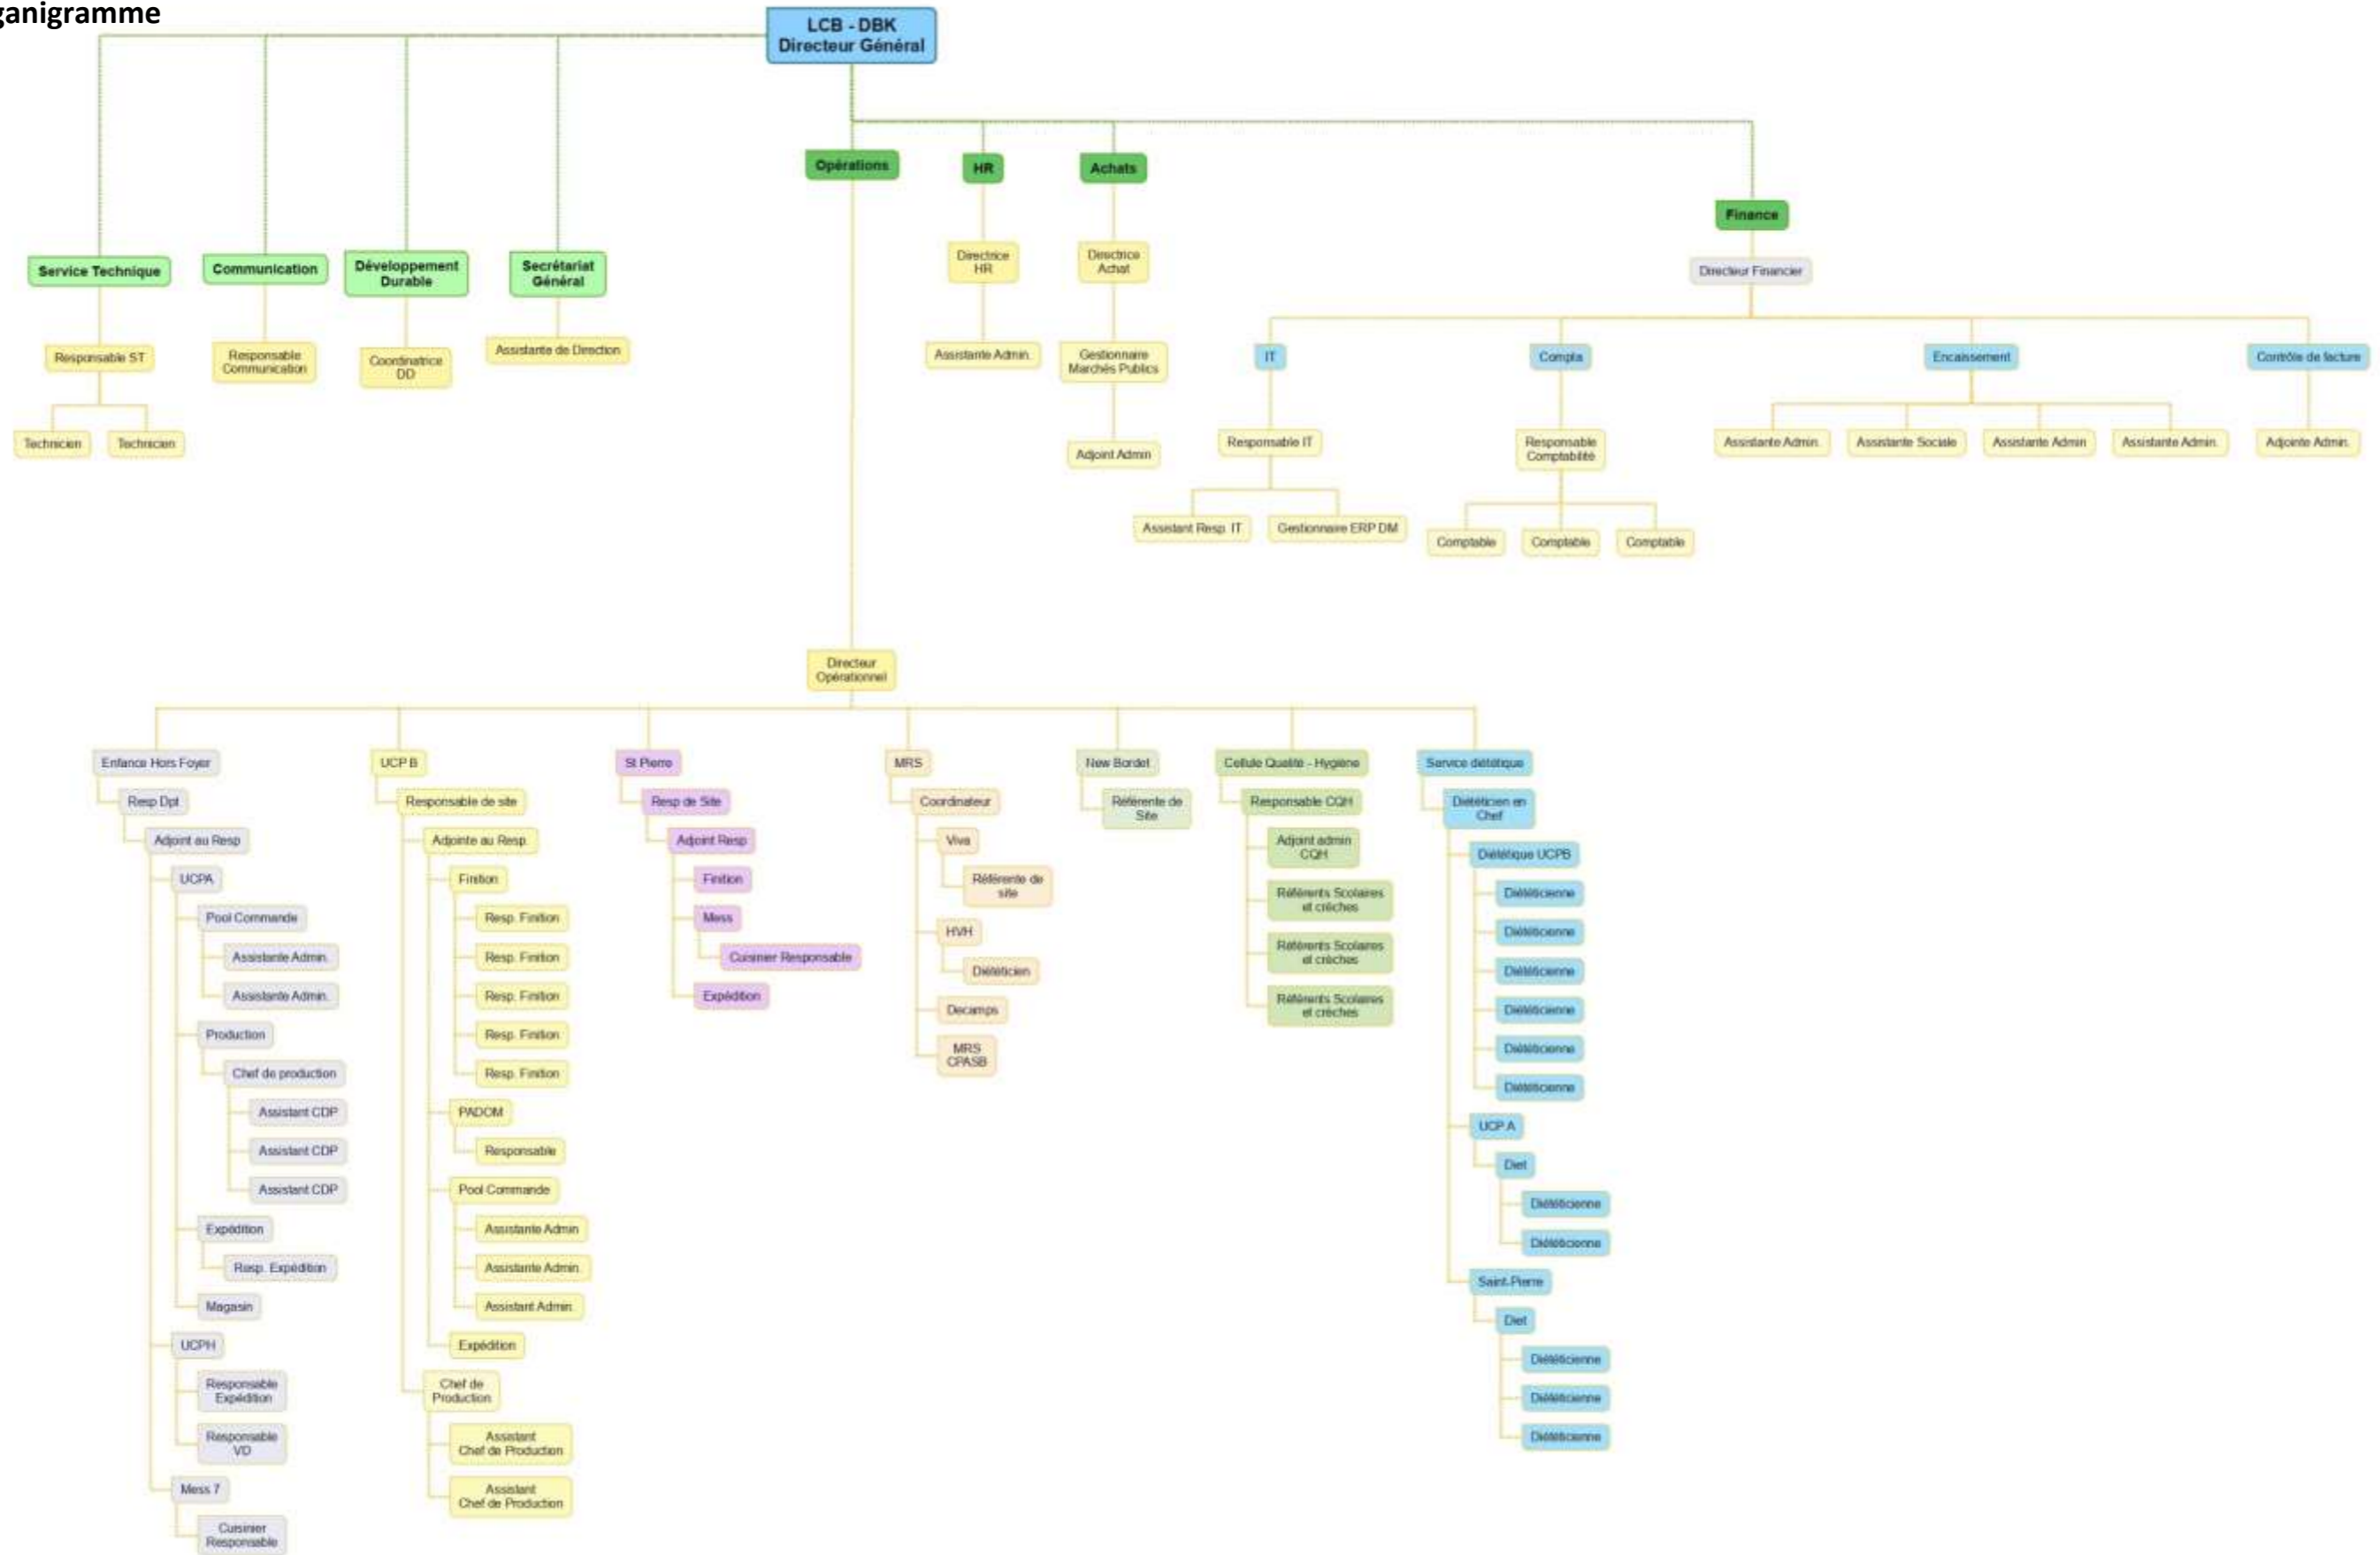 ganigramme
LCB - DBK
Directeur Général
Opérations
HR
Achats
Finance
Service Technique
Communication
Développement
Durable
Secrétariat
Général
Directrice
HR
Directrice
Achat
Directeur Financier
Responsable ST
Responsable
Communication
Coordinatrice
DD
Assistante de Direction
Assistante Admin.
Gestionnaire
Marchés Publics
IT
Compta
Encaissement
Contrôle de facture
Technicien
Technicien
Adjoint Admin
Responsable IT
Responsable
Comptabilité
Assistante Admin.
Assistante Sociale
Assistante Admin
Assistante Admin.
Adjointe Admin.
Assistant Resp. IT
Gestionnaire ERP DM
Comptable
Comptable
Comptable
Directeur
Opérationnel
Enfance Hors Foyer
Resp Dpt
Adjoint au Resp
UCPA
Pool Commande
Assistante Admin.
Assistante Admin.
Production
Chef de production
Assistant CDP
Assistant CDP
Assistant CDP
Expédition
Resp. Expédition
Magasin
UCPH
Responsable
Expédition
Responsable
VD
Mess 7
Cuisinier
Responsable
UCP B
Responsable de site
Adjointe au Resp.
Finition
Resp. Finition
Resp. Finition
Resp. Finition
Resp. Finition
Resp. Finition
PADOM
Responsable
Pool Commande
Assistante Admin
Assistante Admin.
Assistant Admin.
Expédition
Chef de
Production
Assistant
Chef de Production
Assistant
Chef de Production
St Pierre
Resp de Site
Adjoint Resp
Finition
Mess
Cuisinier Responsable
Expédition
MRS
Coordinateur
Viva
Référente de
site
HVH
Diététicien
Decamps
MRS
CPASB
New Bordet
Référente de
Site
Cellule Qualité - Hygiène
Responsable CQH
Adjoint admin
CQH
Référents Scolaires
et crèches
Référents Scolaires
et crèches
Référents Scolaires
et crèches
Service diététique
Diététicien en
Chef
Diététique UCPB
Diététicienne
Diététicienne
Diététicienne
Diététicienne
Diététicienne
Diététicienne
UCP A
Diet
Diététicienne
Diététicienne
Saint-Pierre
Diet
Diététicienne
Diététicienne
Diététicienne